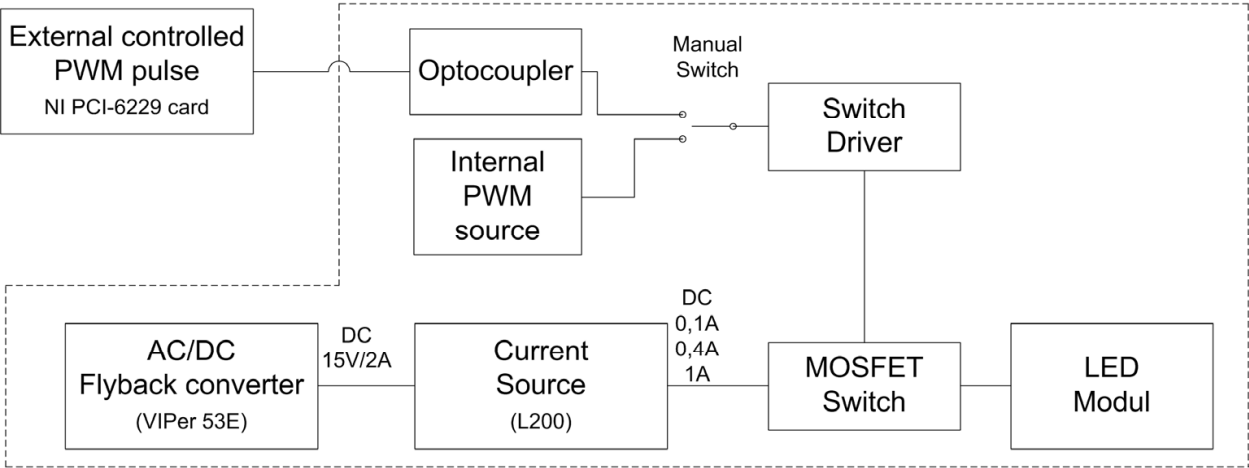 External controlled
PWM pulse
NI PCI-6229 card
Optocoupler
Manual
Switch
Switch
Driver
Internal
PWM
source
AC/DC
Flyback converter
(VIPer 53E)
DC
15V/2A
Current
Source
(L200)
DC
0,1A
0,4A
1A
MOSFET
Switch
LED
Modul